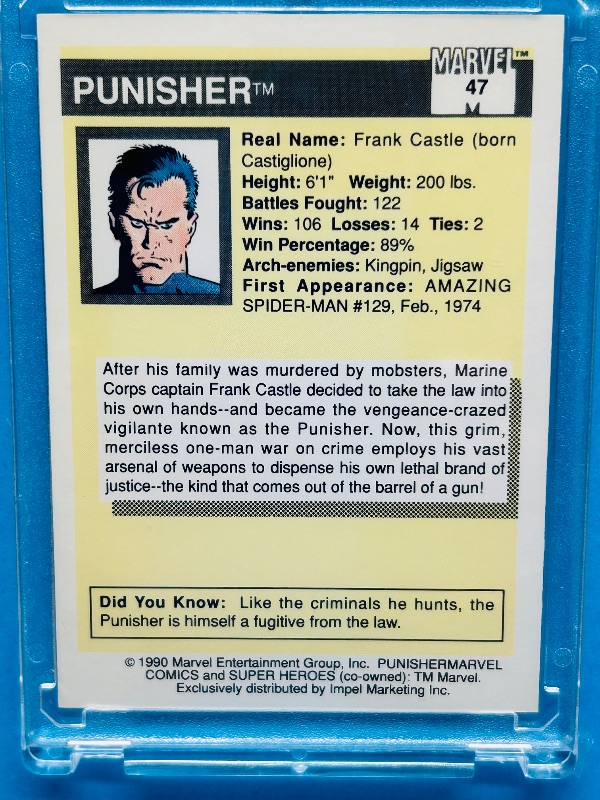 MARVEL™
PUNISHER™
47
Real Name: Frank Castle (born
Castiglione)
Height: 6'1" Weight: 200 lbs.
Battles Fought: 122
Wins: 106 Losses: 14 Ties: 2
Win Percentage: 89%
Arch-enemies: Kingpin, Jigsaw
First Appearance: AMAZING
SPIDER-MAN #129, Feb., 1974
After his family was murdered by mobsters, Marine
Corps captain Frank Castle decided to take the law into
his own hands--and became the vengeance-crazed
vigilante known as the Punisher. Now, this grim,
merciless one-man war on crime employs his vast
arsenal of weapons to dispense his own lethal brand of
justice--the kind that comes out of the barrel of a gun!
Did You Know: Like the criminals he hunts, the
Punisher is himself a fugitive from the law.
© 1990 Marvel Entertainment Group, Inc. PUNISHERMARVEL
COMICS and SUPER HEROES (co-owned): TM Marvel.
Exclusively distributed by Impel Marketing Inc.